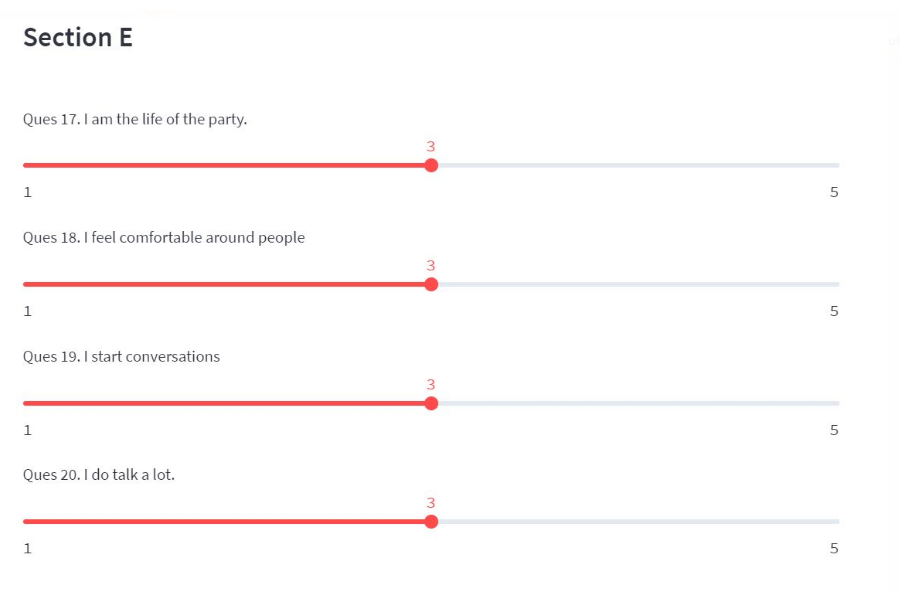 Section E
Ques 17. I am the life of the party.
3
1 5
Ques 18. I feel comfortable around people
3
1 5
Ques 19. I start conversations
3
1 5
Ques 20. I do talk a lot.
3
1 5